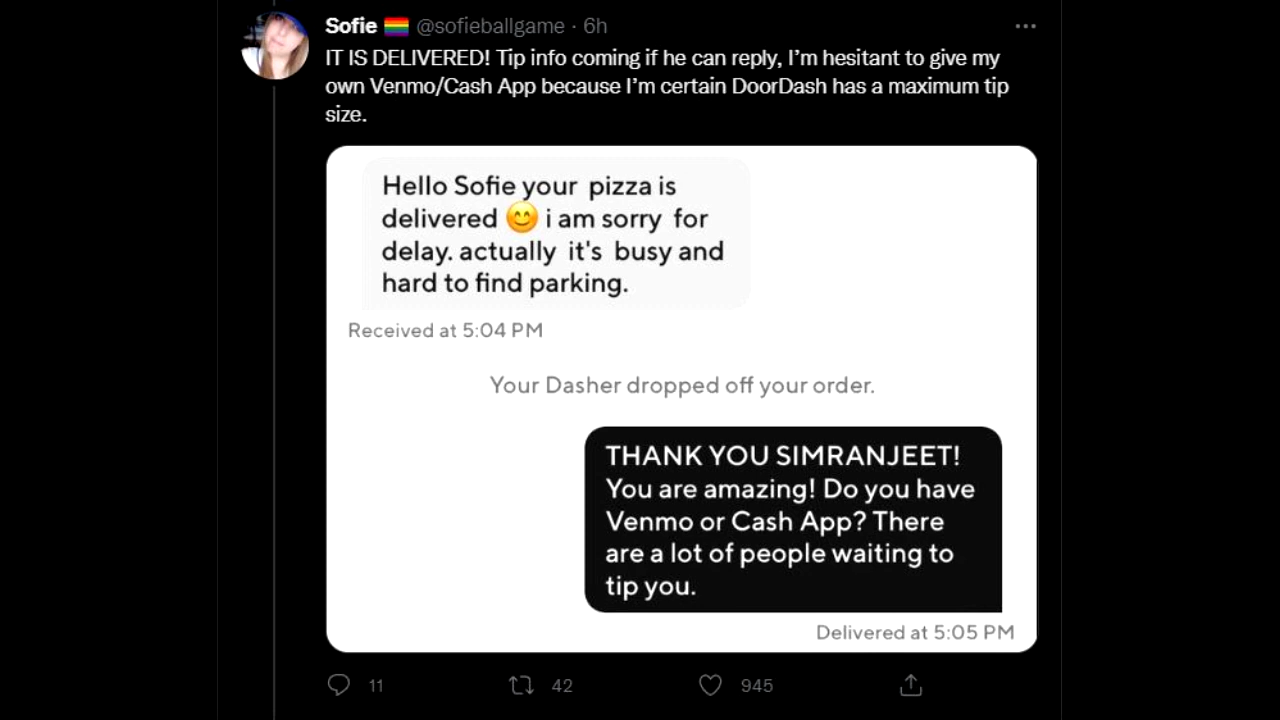 Sofie 🏳️‍🌈 @sofieballgame · 6h
IT IS DELIVERED! Tip info coming if he can reply, I’m hesitant to give my
own Venmo/Cash App because I’m certain DoorDash has a maximum tip
size.
Hello Sofie your pizza is
delivered 😊 i am sorry for
delay. actually it's busy and
hard to find parking.
Received at 5:04 PM
Your Dasher dropped off your order.
THANK YOU SIMRANJEET!
You are amazing! Do you have
Venmo or Cash App? There
are a lot of people waiting to
tip you.
Delivered at 5:05 PM
11 42 945